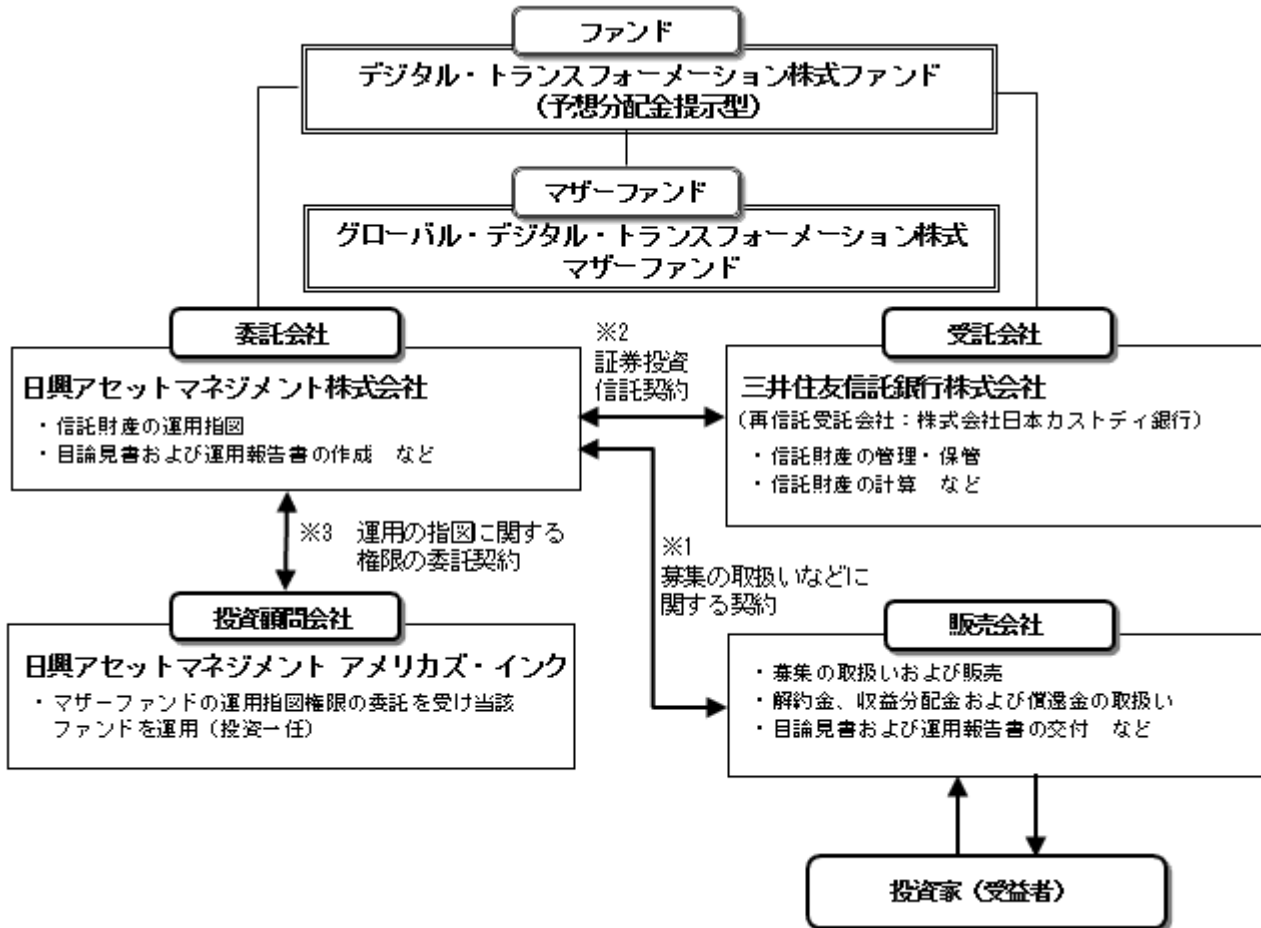 ファンド
デジタル・トランスフォーメーション株式ファンド
(予想分配金提示型)
マザーファンド
グローバル・デジタル・トランスフォーメーション株式
マザーファンド
委託会社
日興アセットマネジメント株式会社
・信託財産の運用指図
・目論見書および運用報告書の作成 など
※2
証券投資
信託契約
受託会社
三井住友信託銀行株式会社
(再信託受託会社:株式会社日本カストディ銀行)
・信託財産の管理・保管
・信託財産の計算 など
※3 運用の指図に関する
権限の委託契約
※1
募集の取扱いなどに
関する契約
投資顧問会社
日興アセットマネジメント アメリカズ・インク
・マザーファンドの運用指図権限の委託を受け当該
ファンドを運用(投資一任)
販売会社
・募集の取扱いおよび販売
・解約金、収益分配金および償還金の取扱い
・目論見書および運用報告書の交付 など
投資家(受益者)